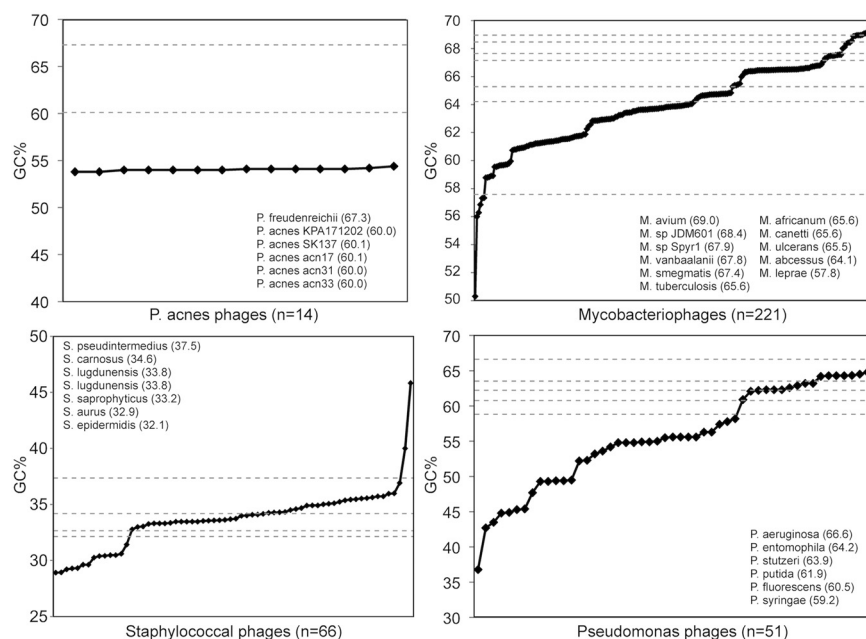 70
65
60
55
50
45
40
GC%
P. freudenreichii (67.3)
P. acnes KPA171202 (60.0)
P. acnes SK137 (60.1)
P. acnes acn17 (60.1)
P. acnes acn31 (60.0)
P. acnes acn33 (60.0)
P. acnes phages (n=14)
70
68
66
64
62
60
58
56
54
52
50
GC%
M. avium (69.0)
M. sp JDM601 (68.4)
M. sp Spyr1 (67.9)
M. vanbaalanii (67.8)
M. smegmatis (67.4)
M. tuberculosis (65.6)
M. africanum (65.6)
M. canetti (65.6)
M. ulcerans (65.5)
M. abcessus (64.1)
M. leprae (57.8)
Mycobacteriophages (n=221)
50
45
40
35
30
25
GC%
S. pseudintermedius (37.5)
S. carnosus (34.6)
S. lugdunensis (33.8)
S. lugdunensis (33.8)
S. saprophyticus (33.2)
S. aurus (32.9)
S. epidermidis (32.1)
Staphylococcal phages (n=66)
70
65
60
55
50
45
40
35
30
GC%
P. aeruginosa (66.6)
P. entomophila (64.2)
P. stutzeri (63.9)
P. putida (61.9)
P. fluorescens (60.5)
P. syringae (59.2)
Pseudomonas phages (n=51)